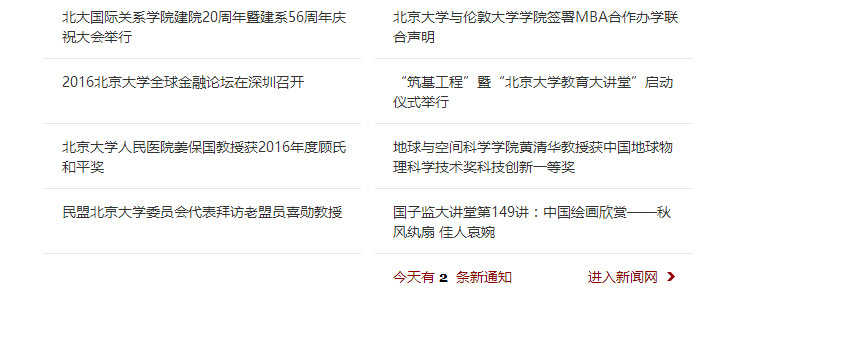 北大国际关系学院建院20周年暨建系56周年庆
祝大会举行
北京大学与伦敦大学学院签署MBA合作办学联
合声明
2016北京大学全球金融论坛在深圳召开
“筑基工程”暨“北京大学教育大讲堂”启动
仪式举行
北京大学人民医院姜保国教授获2016年度顾氏
和平奖
地球与空间科学学院黄清华教授获中国地球物
理科学技术奖科技创新一等奖
民盟北京大学委员会代表拜访老盟员喜勋教授
国子监大讲堂第149讲：中国绘画欣赏——秋
风纨扇 佳人哀婉
今天有 2 条新通知
进入新闻网